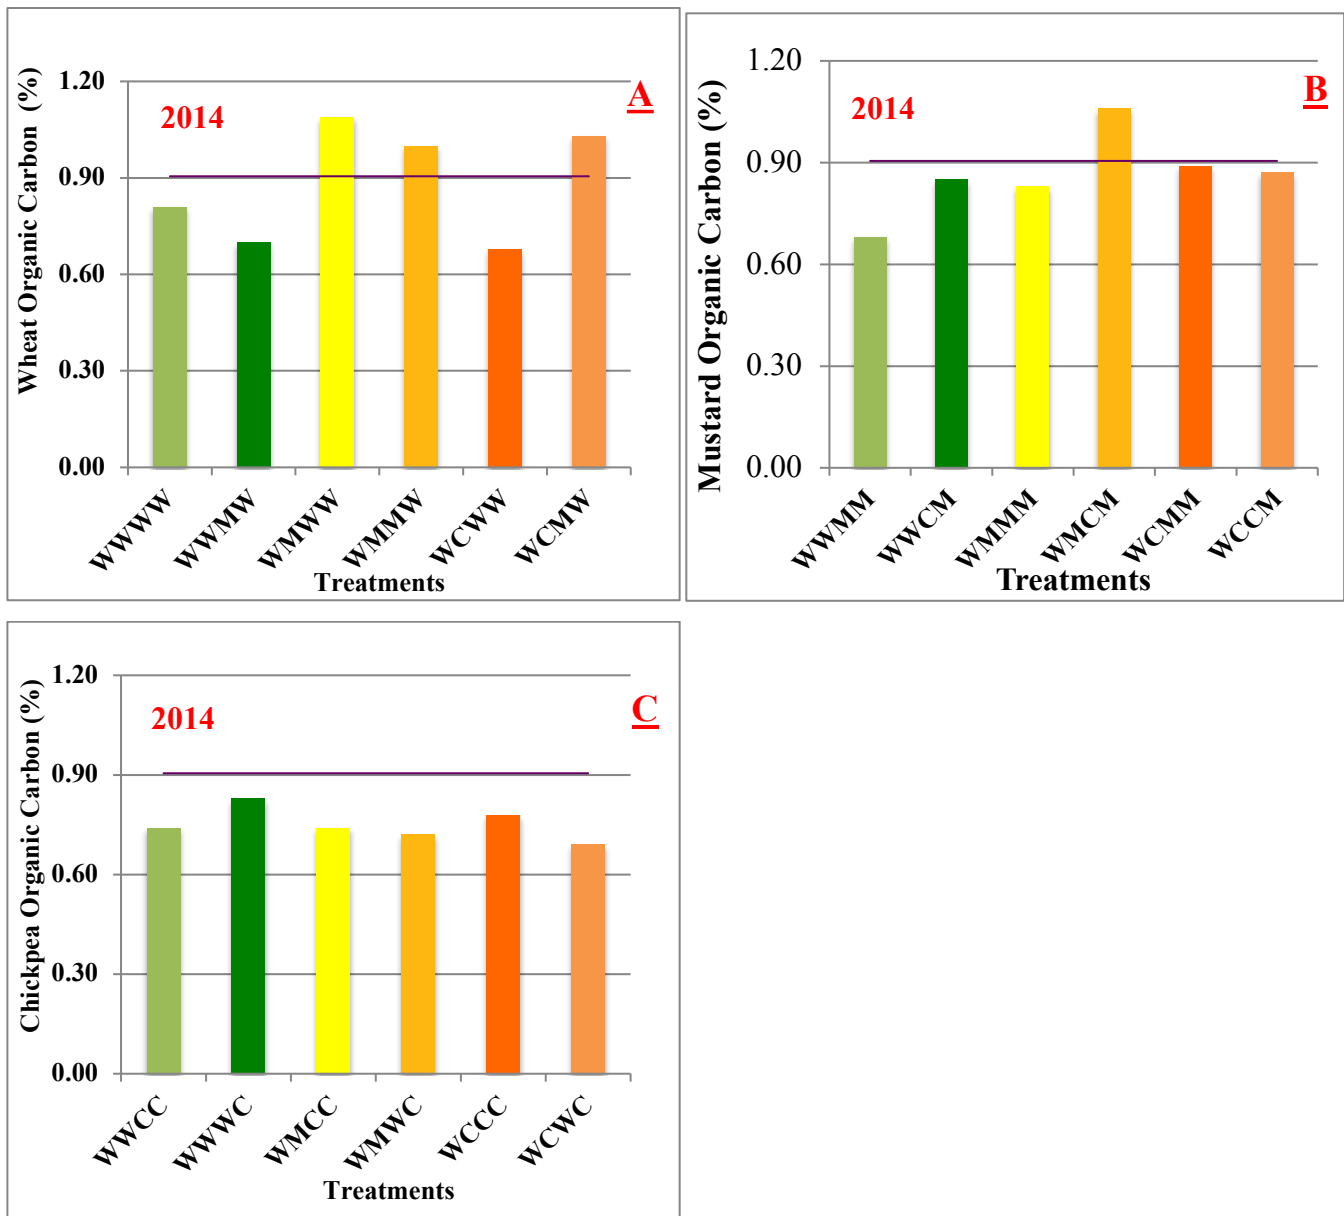 Wheat Organic Carbon (%)
1.20
0.90
0.60
0.30
0.00
2014
A
WWWW
WWMW
WMWW
WMMW
WCWW
WCMW
Treatments
Mustard Organic Carbon (%)
1.20
0.90
0.60
0.30
0.00
2014
B
WWMM
WWCM
WMMM
WMCM
WCMM
WCCM
Treatments
Chickpea Organic Carbon (%)
1.20
0.90
0.60
0.30
0.00
2014
C
WWCC
WWWC
WMCC
WMWC
WCCC
WCWC
Treatments